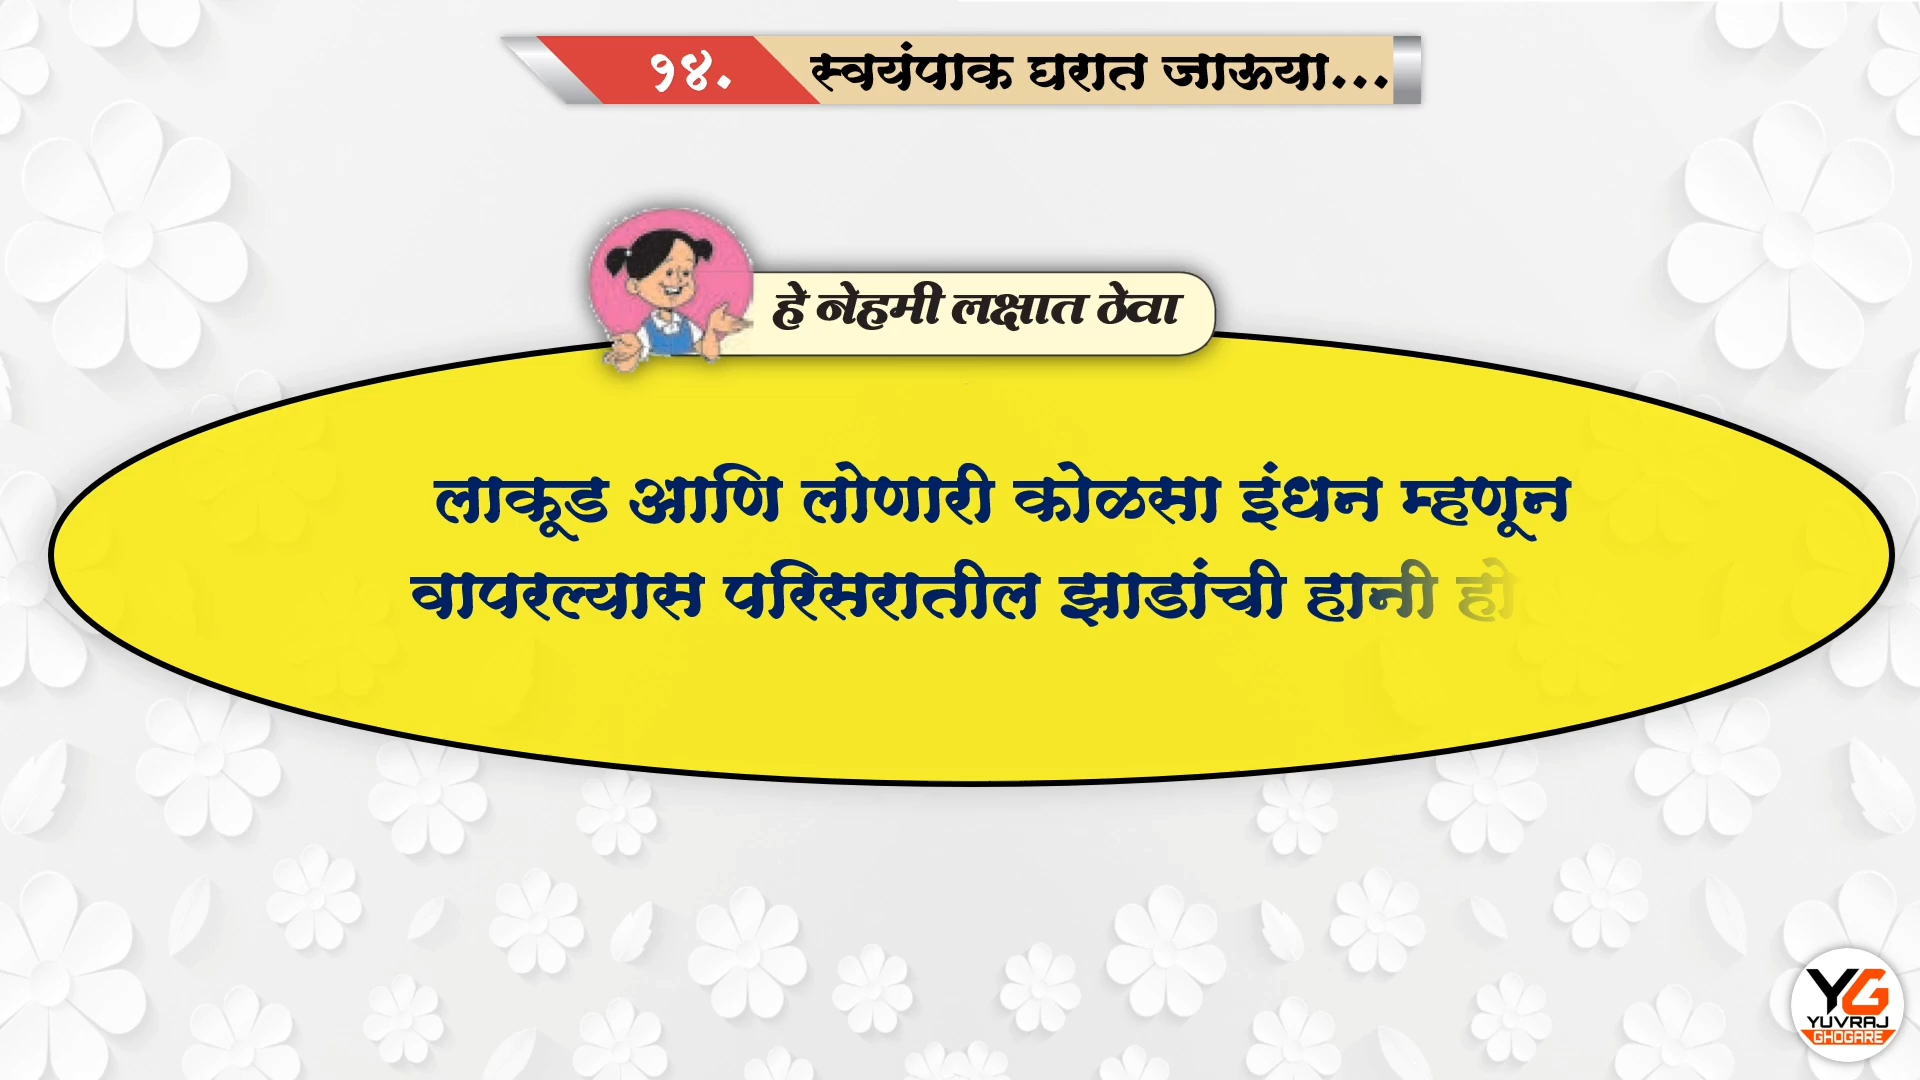 १४. स्वयंपाक घरात जाऊया...
हे नेहमी लक्षात ठेवा
लाकूड आणि लोणारी कोळसा इंधन म्हणून
वापरल्यास परिसरातील झाडांची हानी हो
YG
YUVRAJ
GHOGARE